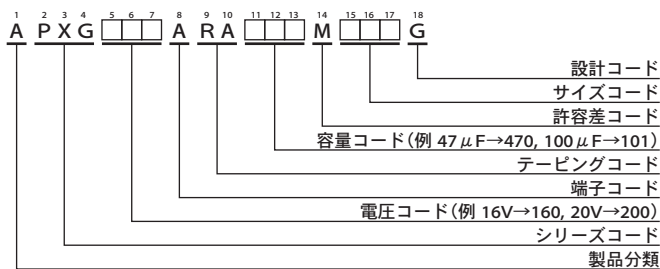 1 2 3 4 5 6 7 8 9 10 11 12 13 14 15 16 17 18
A PXG□□□ A RA□□□ M□□□ G
設計コード
サイズコード
許容差コード
容量コード(例 47μF→470, 100μF→101)
テーピングコード
端子コード
電圧コード(例 16V→160, 20V→200)
シリーズコード
製品分類